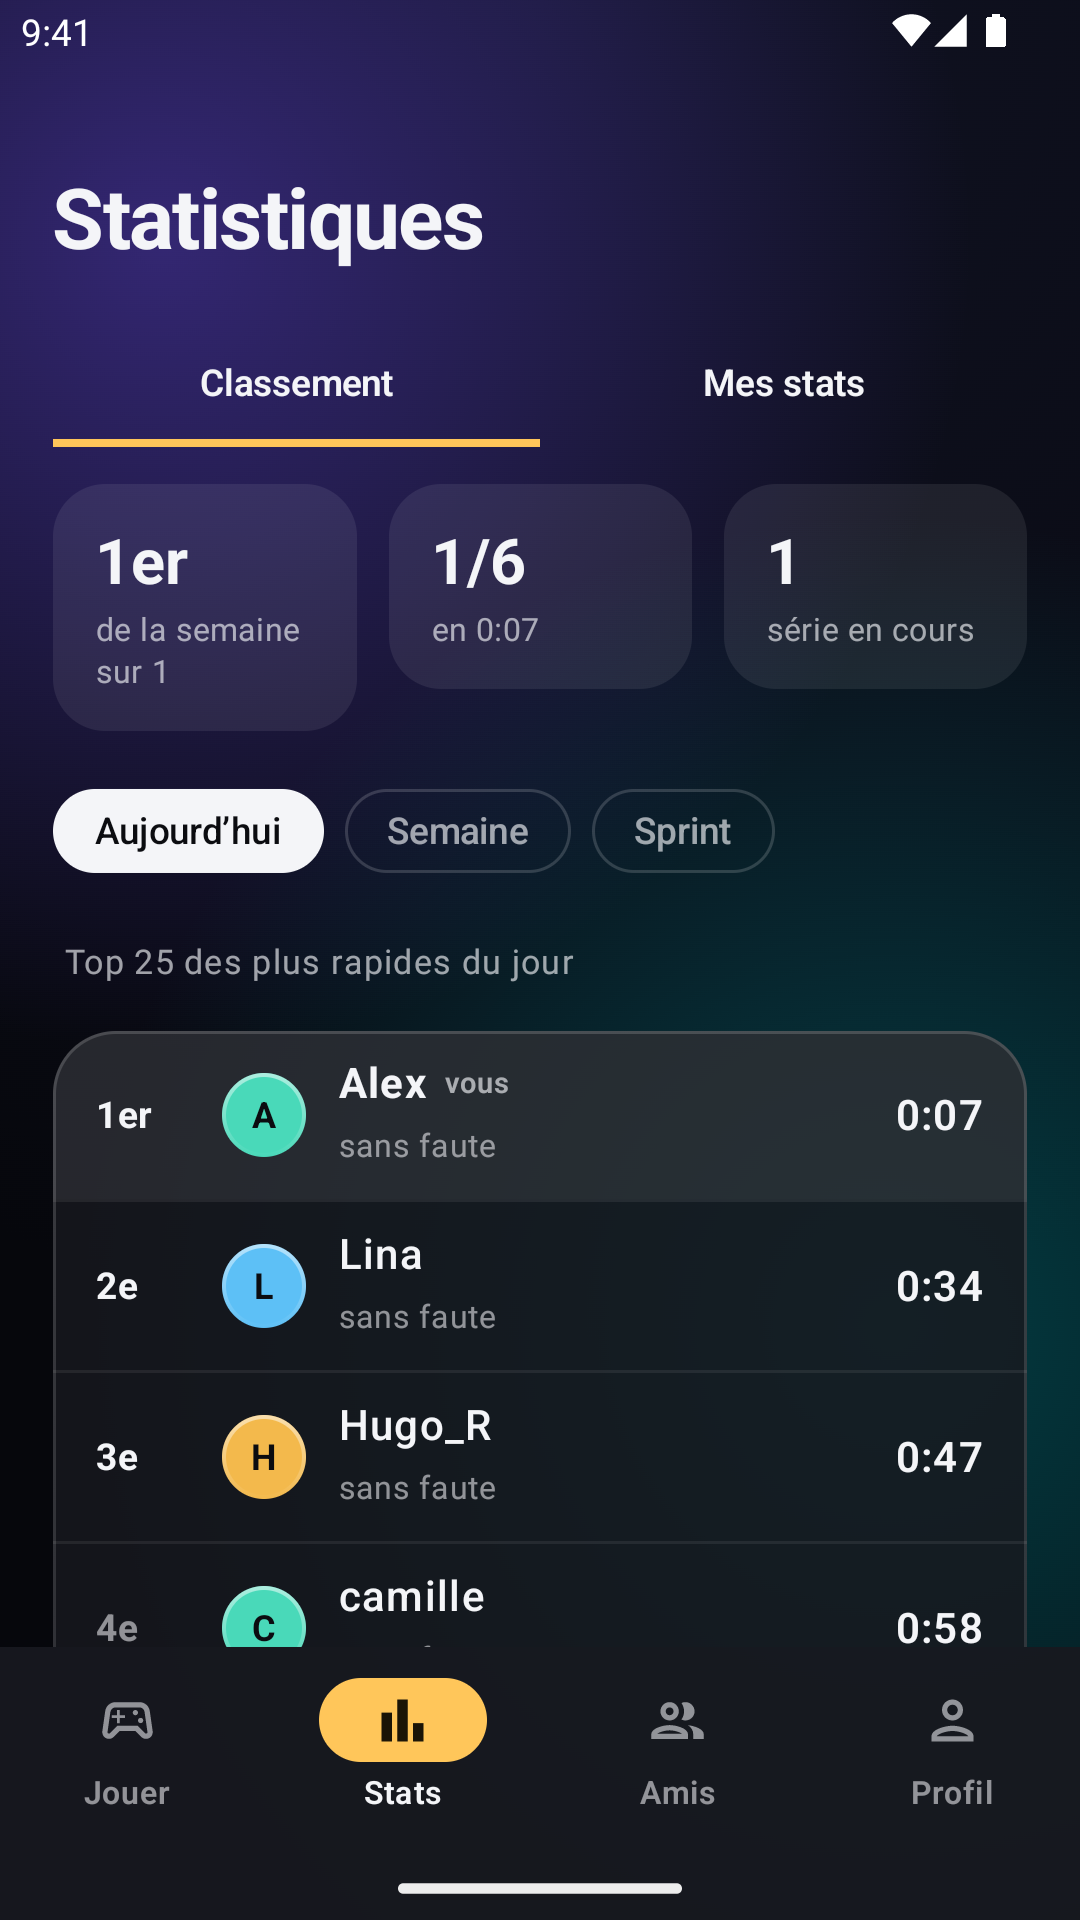 9:41
Statistiques
Classement
Mes stats
1er
de la semaine
sur 1
1/6
en 0:07
1
série en cours
Aujourd’hui
Semaine
Sprint
Top 25 des plus rapides du jour
1er
A
Alex vous
sans faute
0:07
2e
L
Lina
sans faute
0:34
3e
H
Hugo_R
sans faute
0:47
4e
C
camille
0:58
Jouer
Stats
Amis
Profil